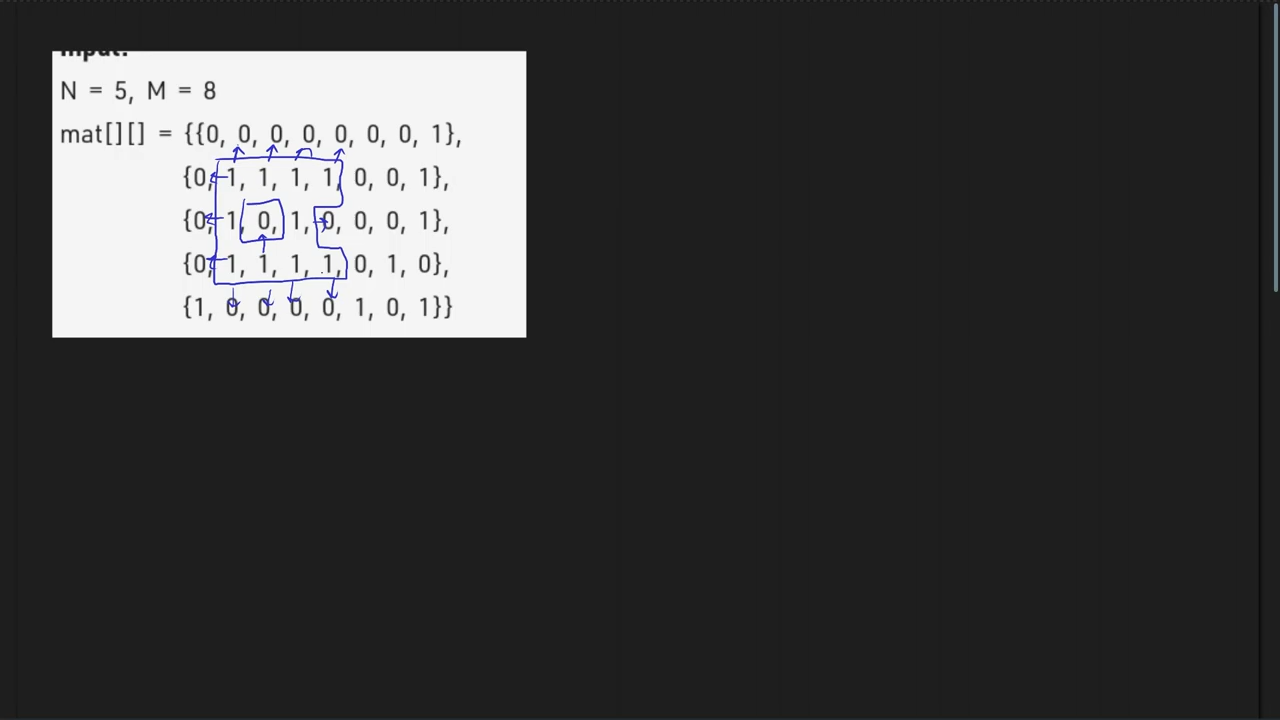 Input:
N = 5, M = 8
mat[][] = {{0, 0, 0, 0, 0, 0, 0, 1},
{0, 1, 1, 1, 1, 0, 0, 1},
{0, 1, 0, 1, 0, 0, 0, 1},
{0, 1, 1, 1, 1, 0, 1, 0},
{1, 0, 0, 0, 0, 1, 0, 1}}